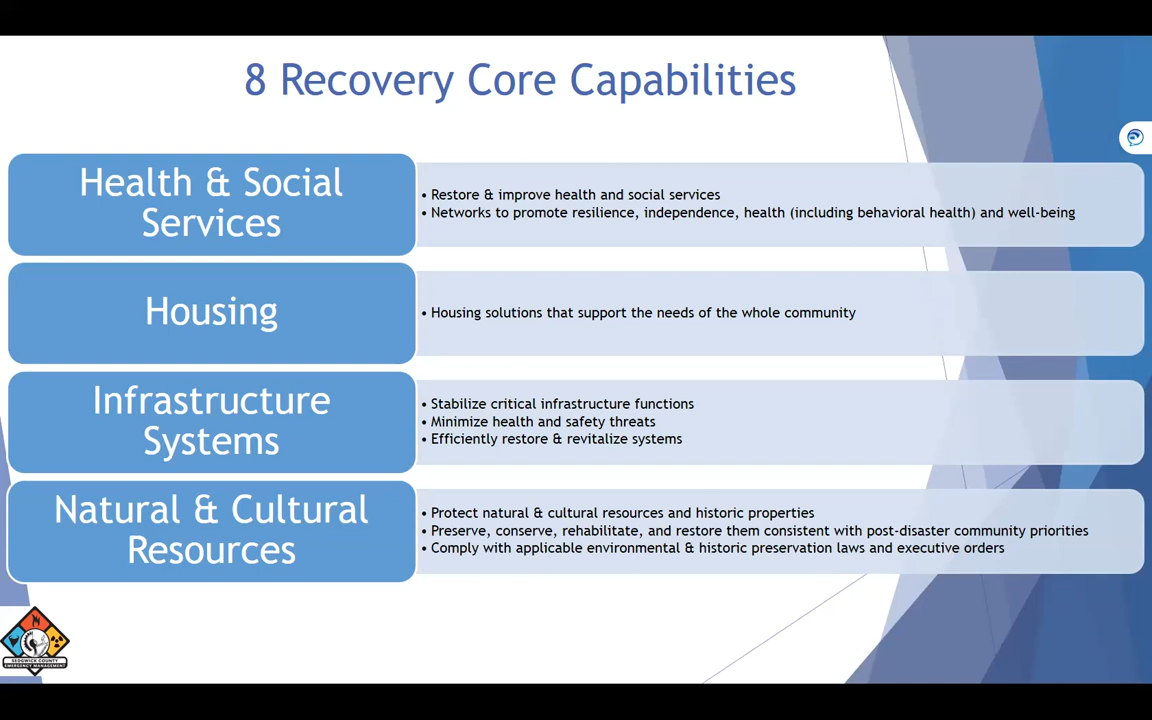 8 Recovery Core Capabilities
Health & Social
Services
• Restore & improve health and social services
• Networks to promote resilience, independence, health (including behavioral health) and well-being
Housing
• Housing solutions that support the needs of the whole community
Infrastructure
Systems
• Stabilize critical infrastructure functions
• Minimize health and safety threats
• Efficiently restore & revitalize systems
Natural & Cultural
Resources
• Protect natural & cultural resources and historic properties
• Preserve, conserve, rehabilitate, and restore them consistent with post-disaster community priorities
• Comply with applicable environmental & historic preservation laws and executive orders
SEDGWICK COUNTY
EMERGENCY MANAGEMENT